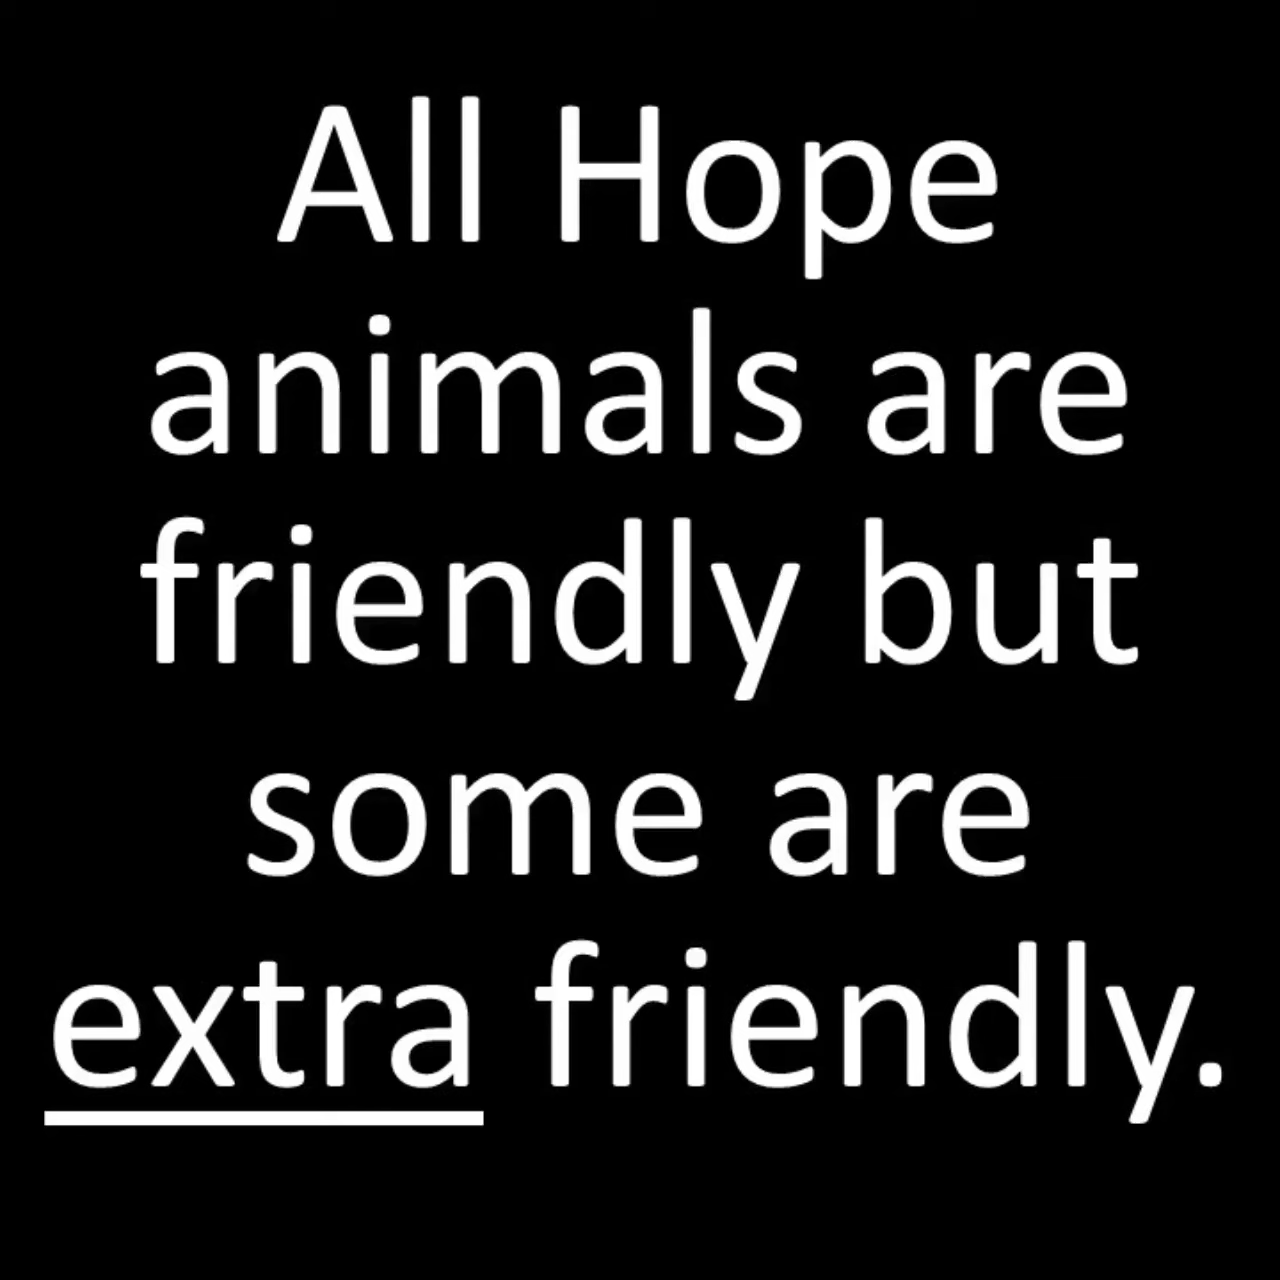 All Hope
animals are
friendly but
some are
extra friendly.